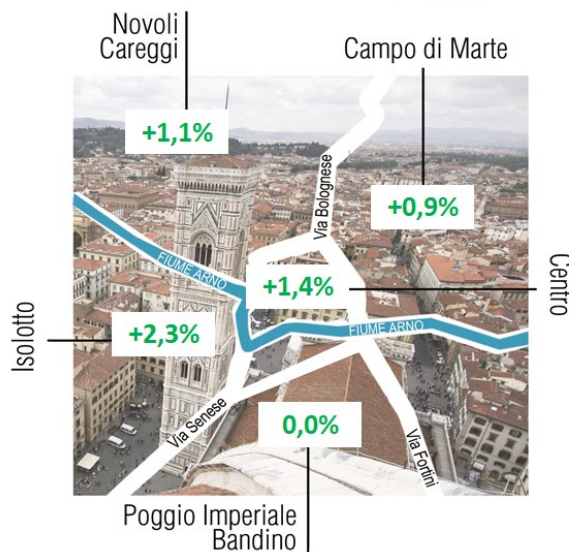 Novoli
Careggi
Campo di Marte
+1,1%
Via Bolognese
+0,9%
FIUME ARNO
+1,4%
Centro
Isolotto
+2,3%
FIUME ARNO
Via Senese
0,0%
Via Fortini
Poggio Imperiale
Bandino